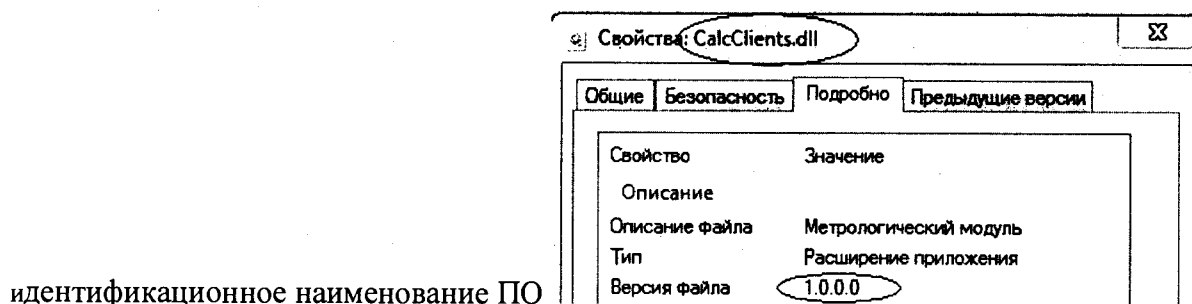 Свойства: CalcClients.dll
Общие Безопасность Подробно Предыдущие версии
Свойство Значение
Описание
Описание файла Метрологический модуль
Тип Расширение приложения
идентификационное наименование ПО Версия файла 1.0.0.0